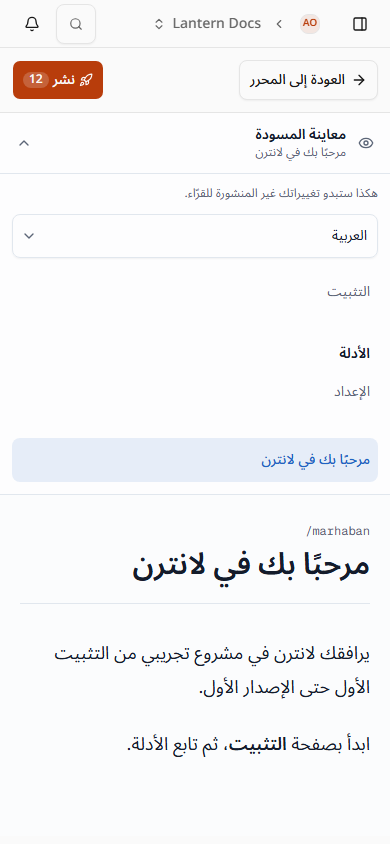 AO
Lantern Docs
العودة إلى المحرر
نشر 12
معاينة المسودة
مرحبًا بك في لانترن
هكذا ستبدو تغييراتك غير المنشورة للقرّاء.
العربية
التثبيت
الأدلة
الإعداد
مرحبًا بك في لانترن
/marhaban
مرحبًا بك في لانترن
يرافقك لانترن في مشروع تجريبي من التثبيت
الأول حتى الإصدار الأول.
ابدأ بصفحة التثبيت، ثم تابع الأدلة.